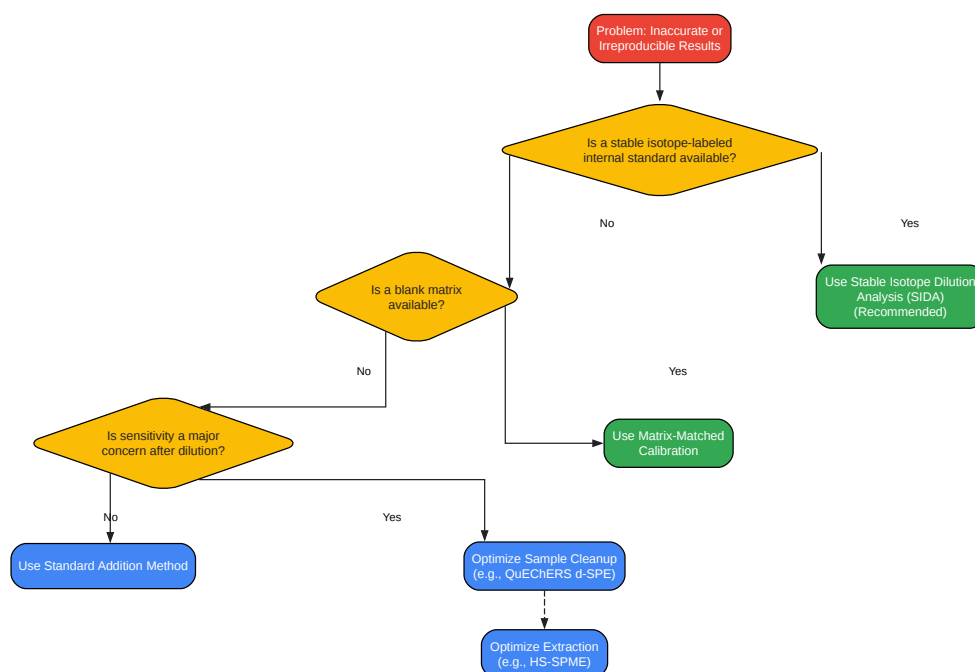 Problem: Inaccurate or
Irreproducible Results
Is a stable isotope-labeled
internal standard available?
No
Yes
Use Stable Isotope Dilution
Analysis (SIDA)
(Recommended)
Is a blank matrix
available?
No
Yes
Is sensitivity a major
concern after dilution?
Use Matrix-Matched
Calibration
No
Yes
Use Standard Addition Method
Optimize Sample Cleanup
(e.g., QuEChERS d-SPE)
Optimize Extraction
(e.g., HS-SPME)